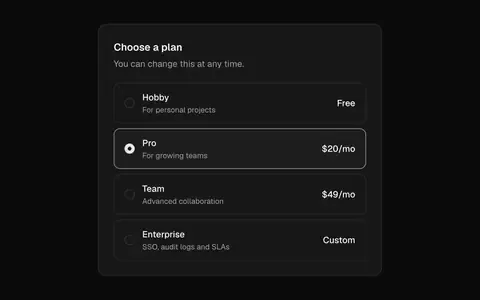 Choose a plan
You can change this at any time.
Hobby
For personal projects
Free
Pro
For growing teams
$20/mo
Team
Advanced collaboration
$49/mo
Enterprise
SSO, audit logs and SLAs
Custom